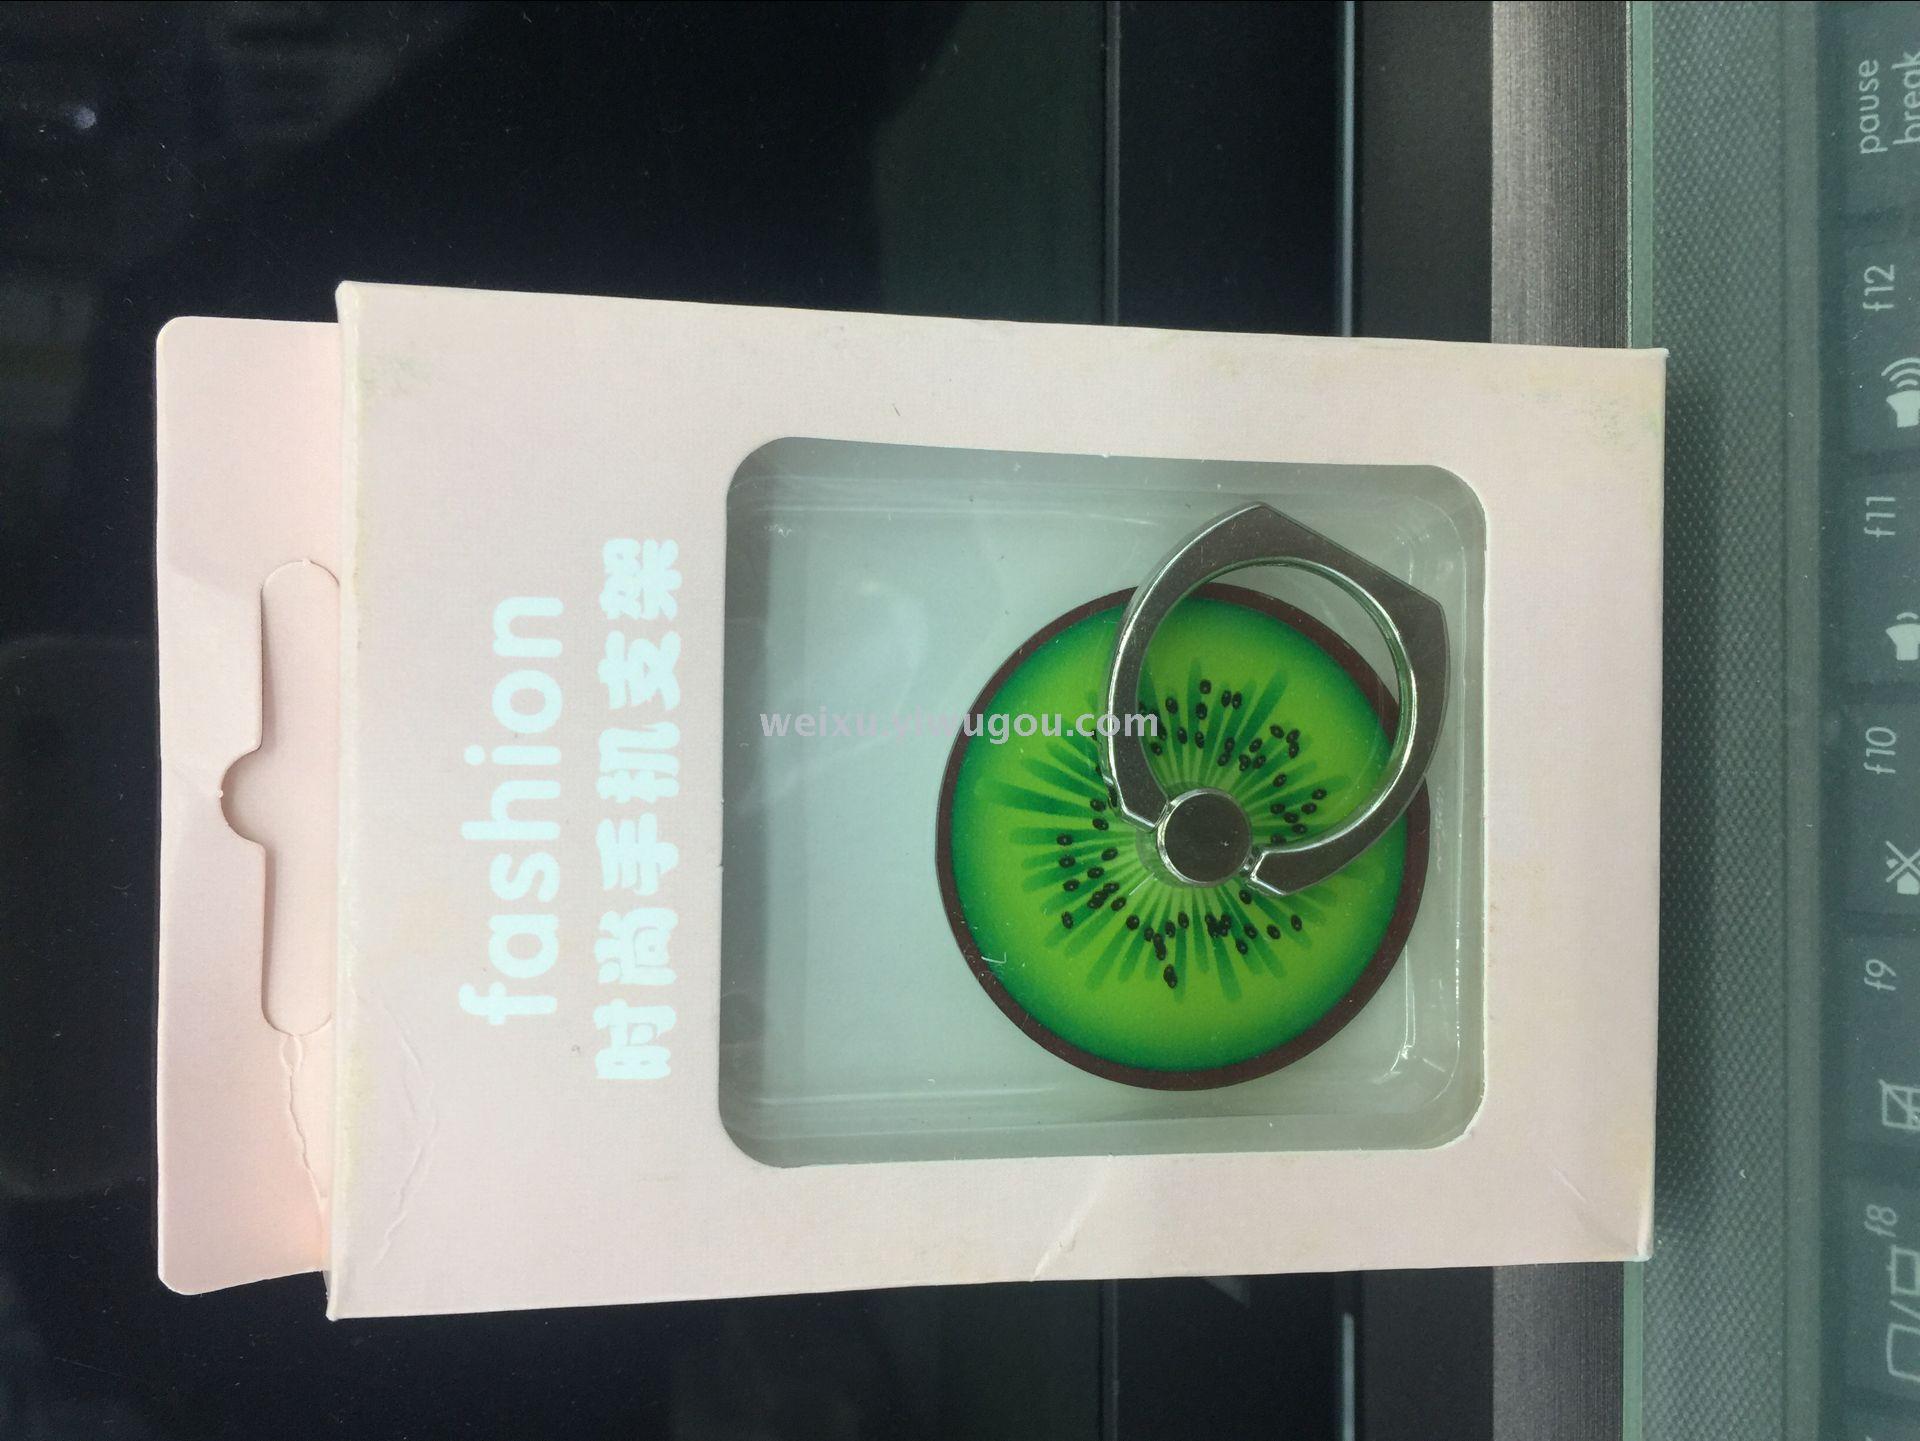 fashion
时尚手机支架
weixu.yiwugou.com
pause
break
f12
f11
f10
f9
f8